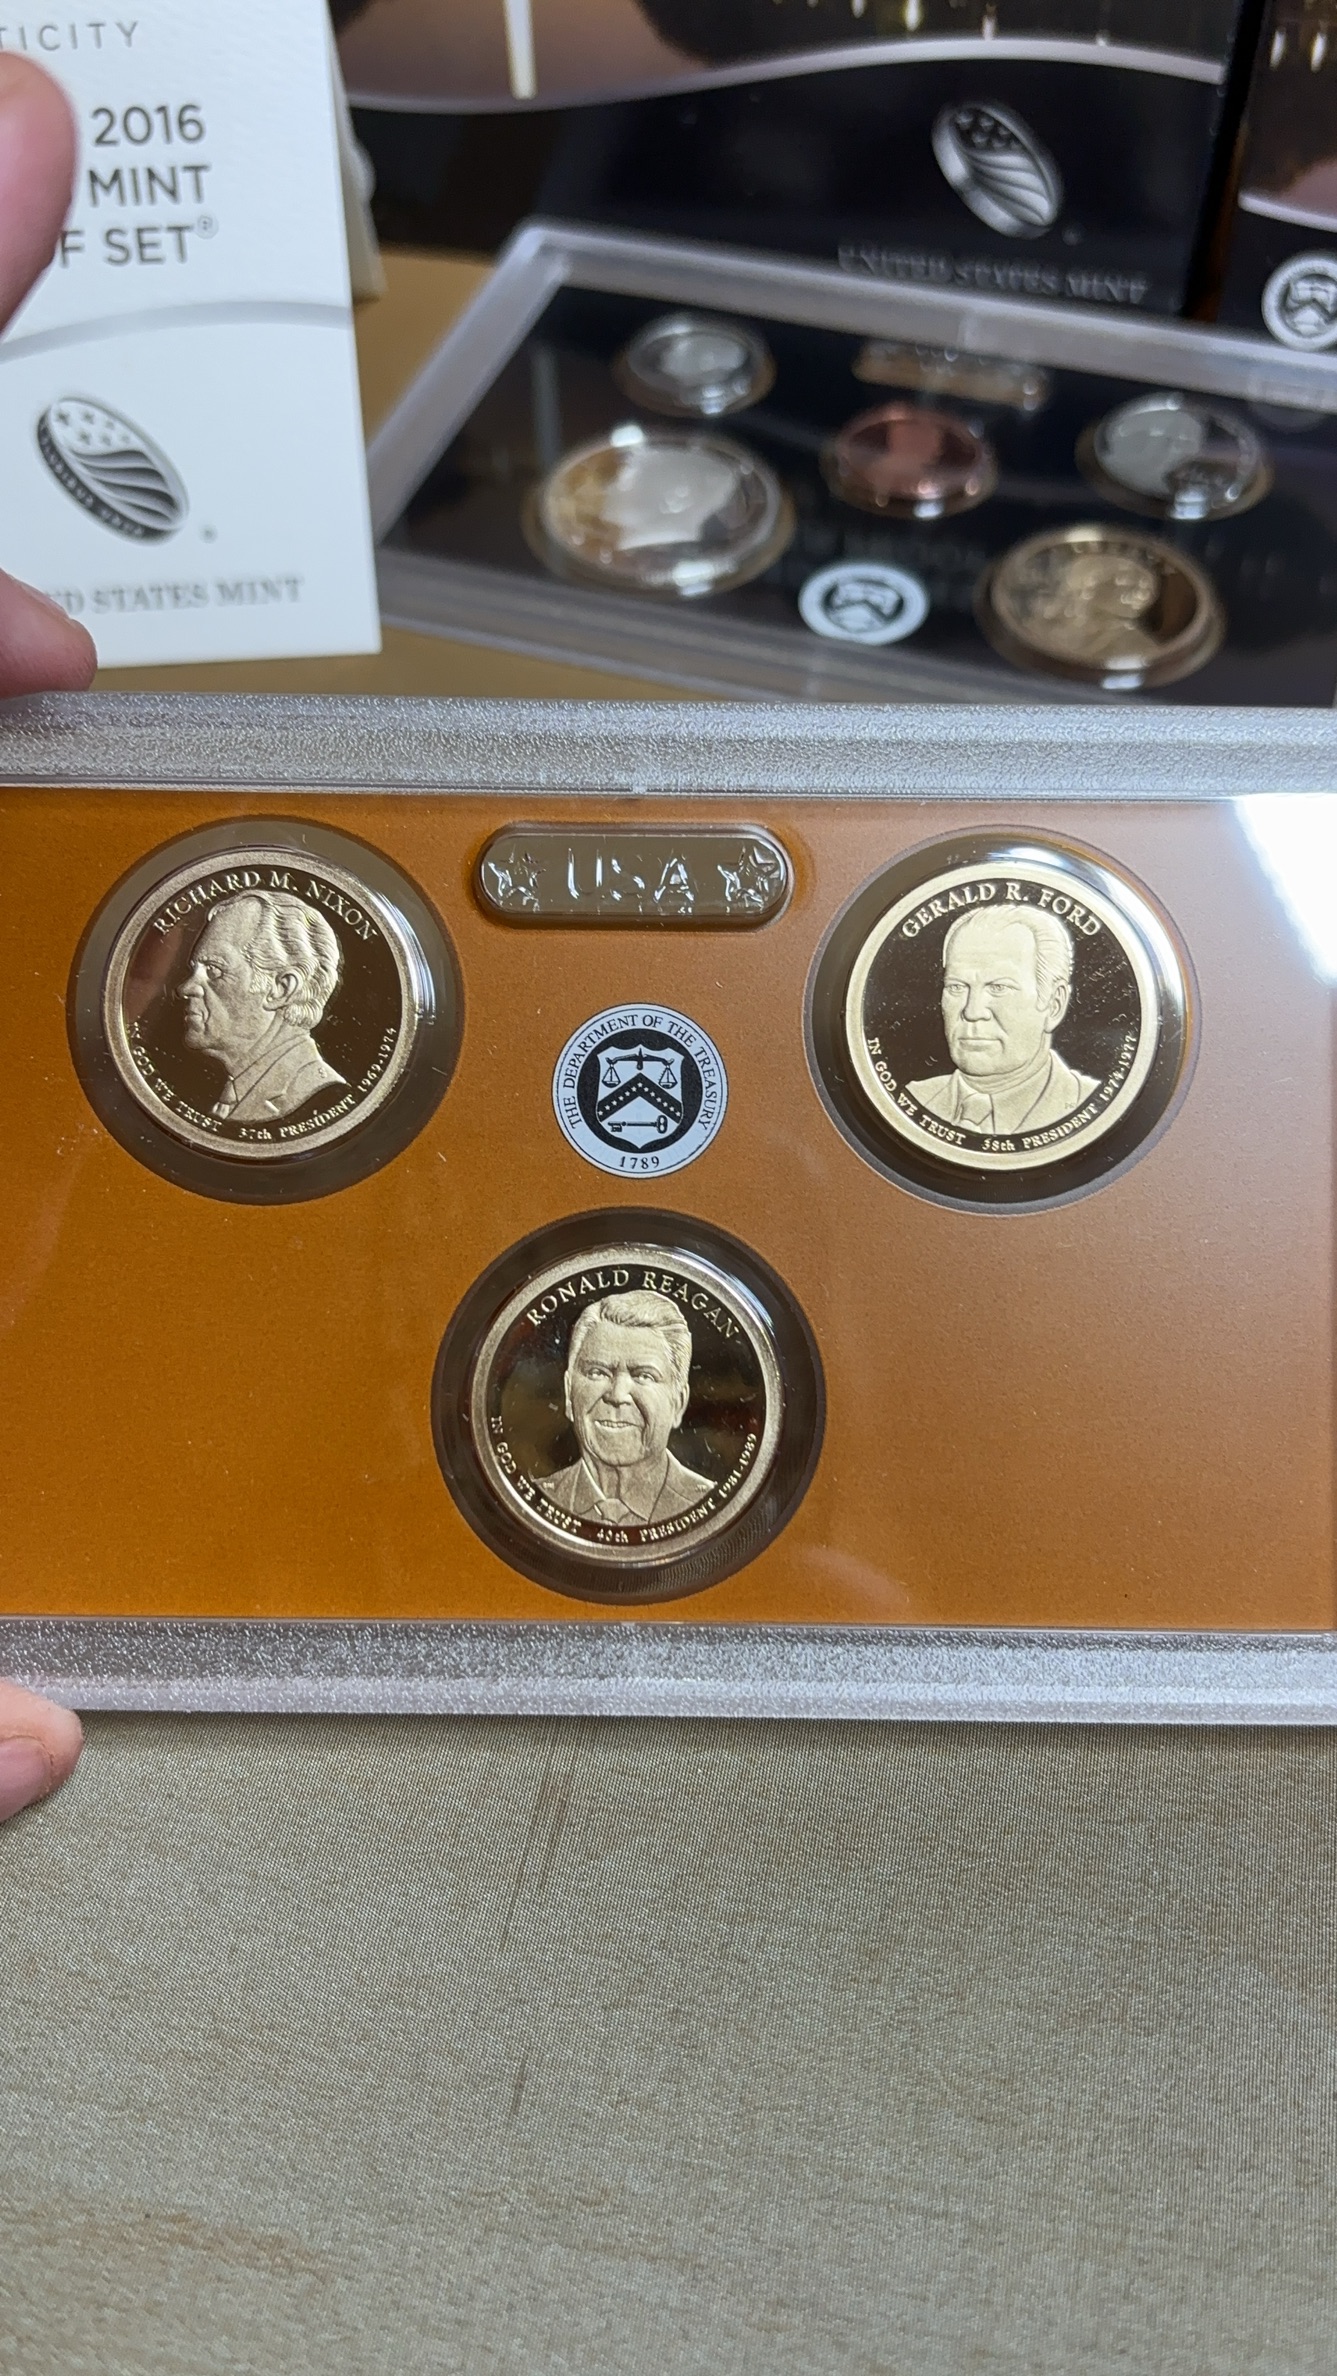 TICITY
2016
MINT
F SET®
D STATES MINT
UNITED STATES MINT
RICHARD M. NIXON
IN GOD WE TRUST 37th PRESIDENT 1969-1974
USA
THE DEPARTMENT OF THE TREASURY
1789
GERALD R. FORD
IN GOD WE TRUST 38th PRESIDENT 1974-1977
RONALD REAGAN
IN GOD WE TRUST 40th PRESIDENT 1981-1989